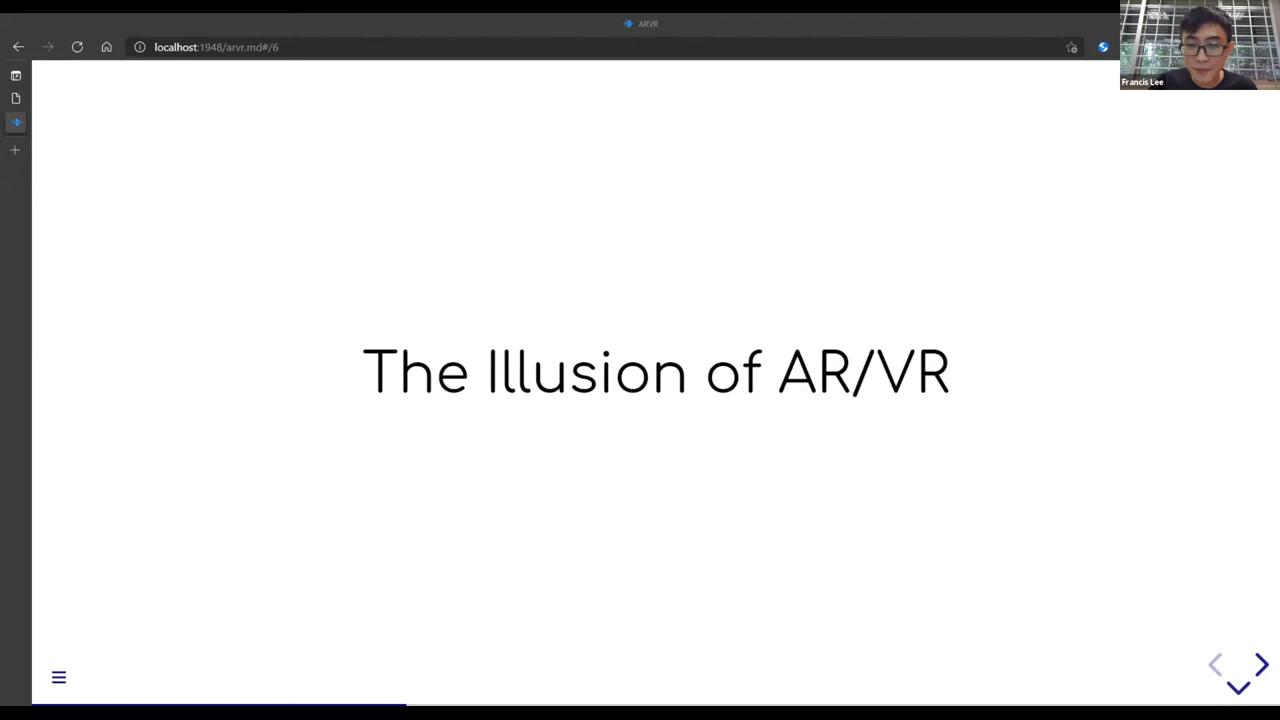 ARVR
localhost:1948/arvr.md#/6
Francis Lee
The Illusion of AR/VR